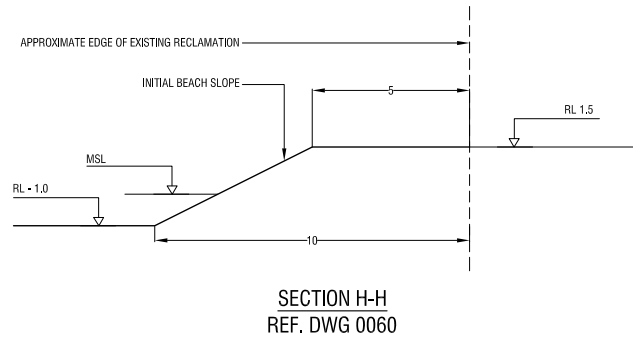 APPROXIMATE EDGE OF EXISTING RECLAMATION
INITIAL BEACH SLOPE
5
RL 1.5
MSL
RL - 1.0
10
SECTION H-H
REF. DWG 0060